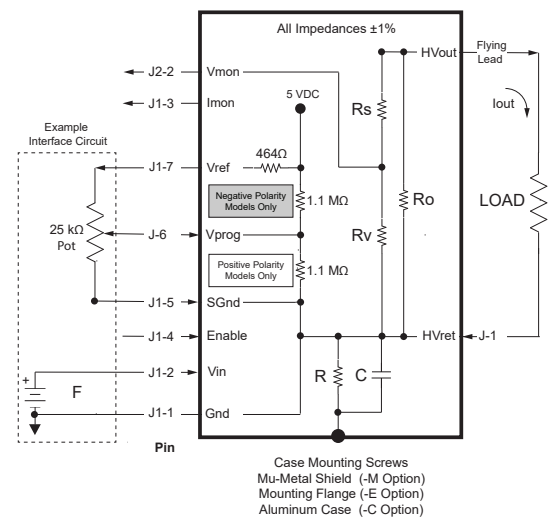 All Impedances ±1%
HVout
Flying
Lead
J2-2
Vmon
J1-3
Imon
5 VDC
Rs
Iout
Example
Interface Circuit
J1-7
Vref
464Ω
Negative Polarity
Models Only
1.1 MΩ
Ro
LOAD
25 kΩ
Pot
J-6
Vprog
Rv
Positive Polarity
Models Only
1.1 MΩ
J1-5
SGnd
J1-4
Enable
HVret
J-1
J1-2
Vin
R
C
+
F
J1-1
Gnd
Pin
Case Mounting Screws
Mu-Metal Shield (-M Option)
Mounting Flange (-E Option)
Aluminum Case (-C Option)